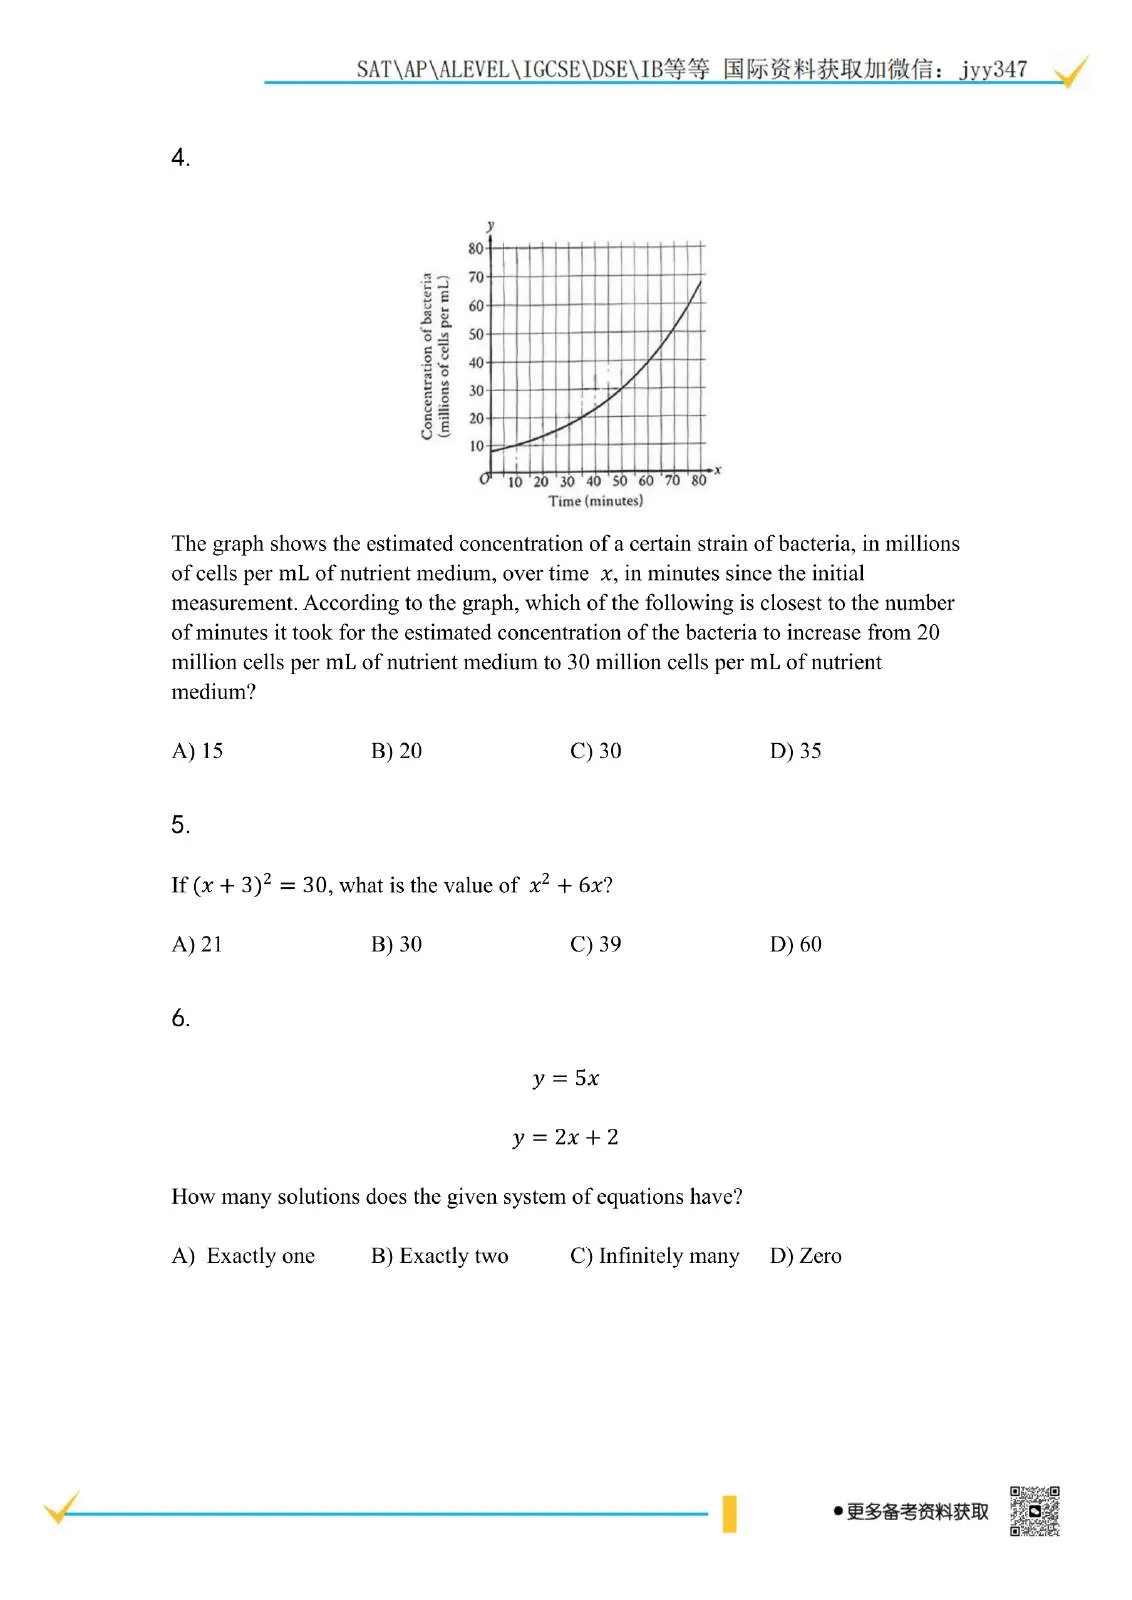 SAT\AP\ALEVEL\IGCSE\DSE\IB等等 国际资料获取加微信：jyy347
4.
y
80
70
60
50
40
30
20
10
O
10 20 30 40 50 60 70 80
x
Time (minutes)
Concentration of bacteria
(millions of cells per mL)
The graph shows the estimated concentration of a certain strain of bacteria, in millions
of cells per mL of nutrient medium, over time x, in minutes since the initial
measurement. According to the graph, which of the following is closest to the number
of minutes it took for the estimated concentration of the bacteria to increase from 20
million cells per mL of nutrient medium to 30 million cells per mL of nutrient
medium?
A) 15 B) 20 C) 30 D) 35
5.
If (x + 3)² = 30, what is the value of x² + 6x?
A) 21 B) 30 C) 39 D) 60
6.
y = 5x
y = 2x + 2
How many solutions does the given system of equations have?
A) Exactly one B) Exactly two C) Infinitely many D) Zero
●更多备考资料获取